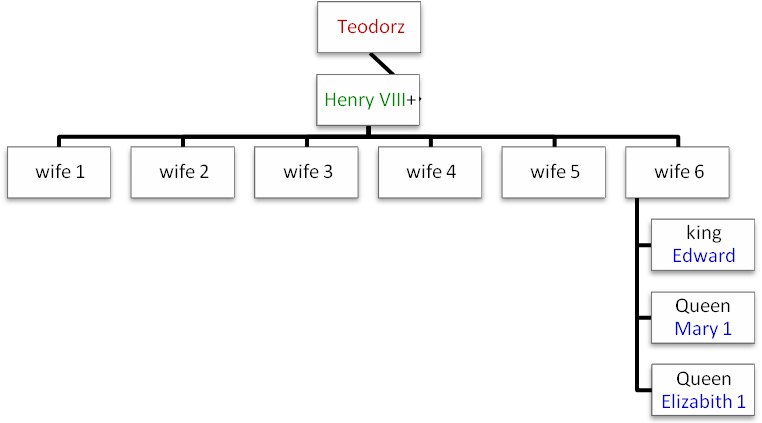 Teodorz
Henry VIII+
wife 1
wife 2
wife 3
wife 4
wife 5
wife 6
king
Edward
Queen
Mary 1
Queen
Elizabith 1